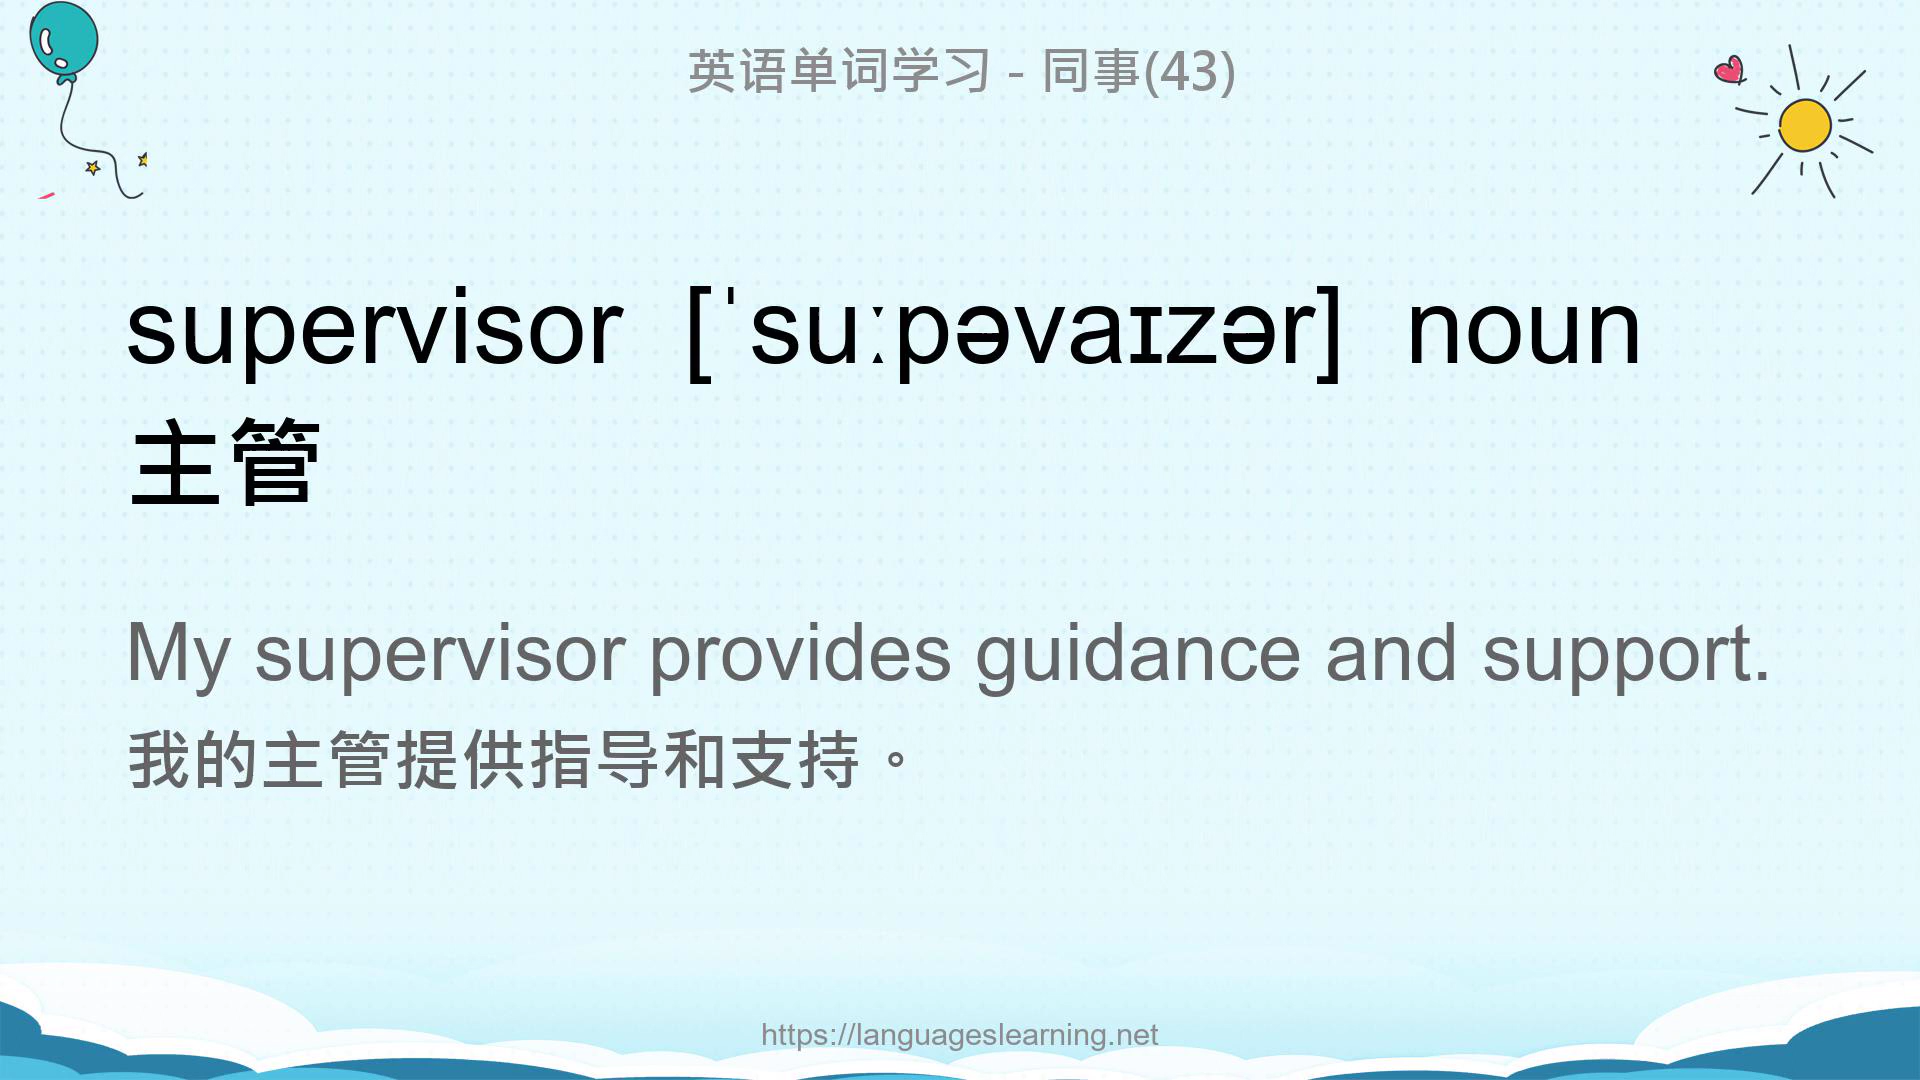 英语单词学习 - 同事(43)
supervisor [ˈsuːpəvaɪzər] noun
主管
My supervisor provides guidance and support.
我的主管提供指导和支持。
https://languageslearning.net